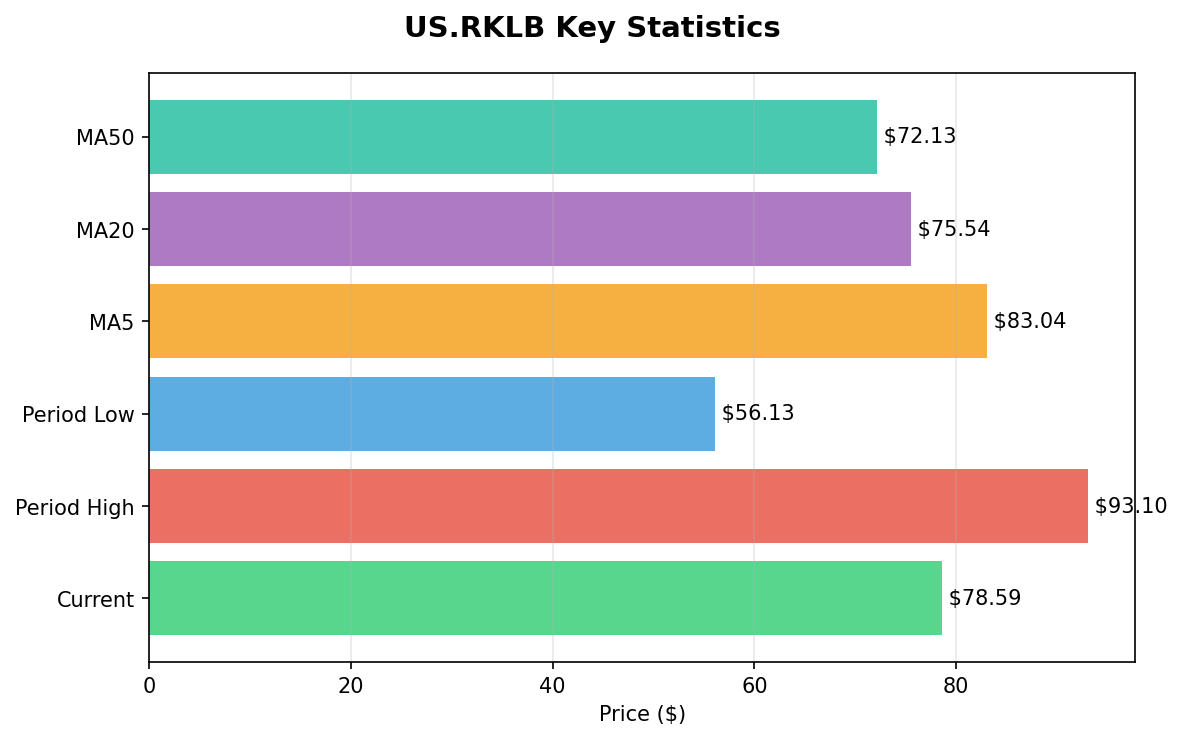 US.RKLB Key Statistics
MA50 $72.13
MA20 $75.54
MA5 $83.04
Period Low $56.13
Period High $93.10
Current $78.59
0 20 40 60 80
Price ($)